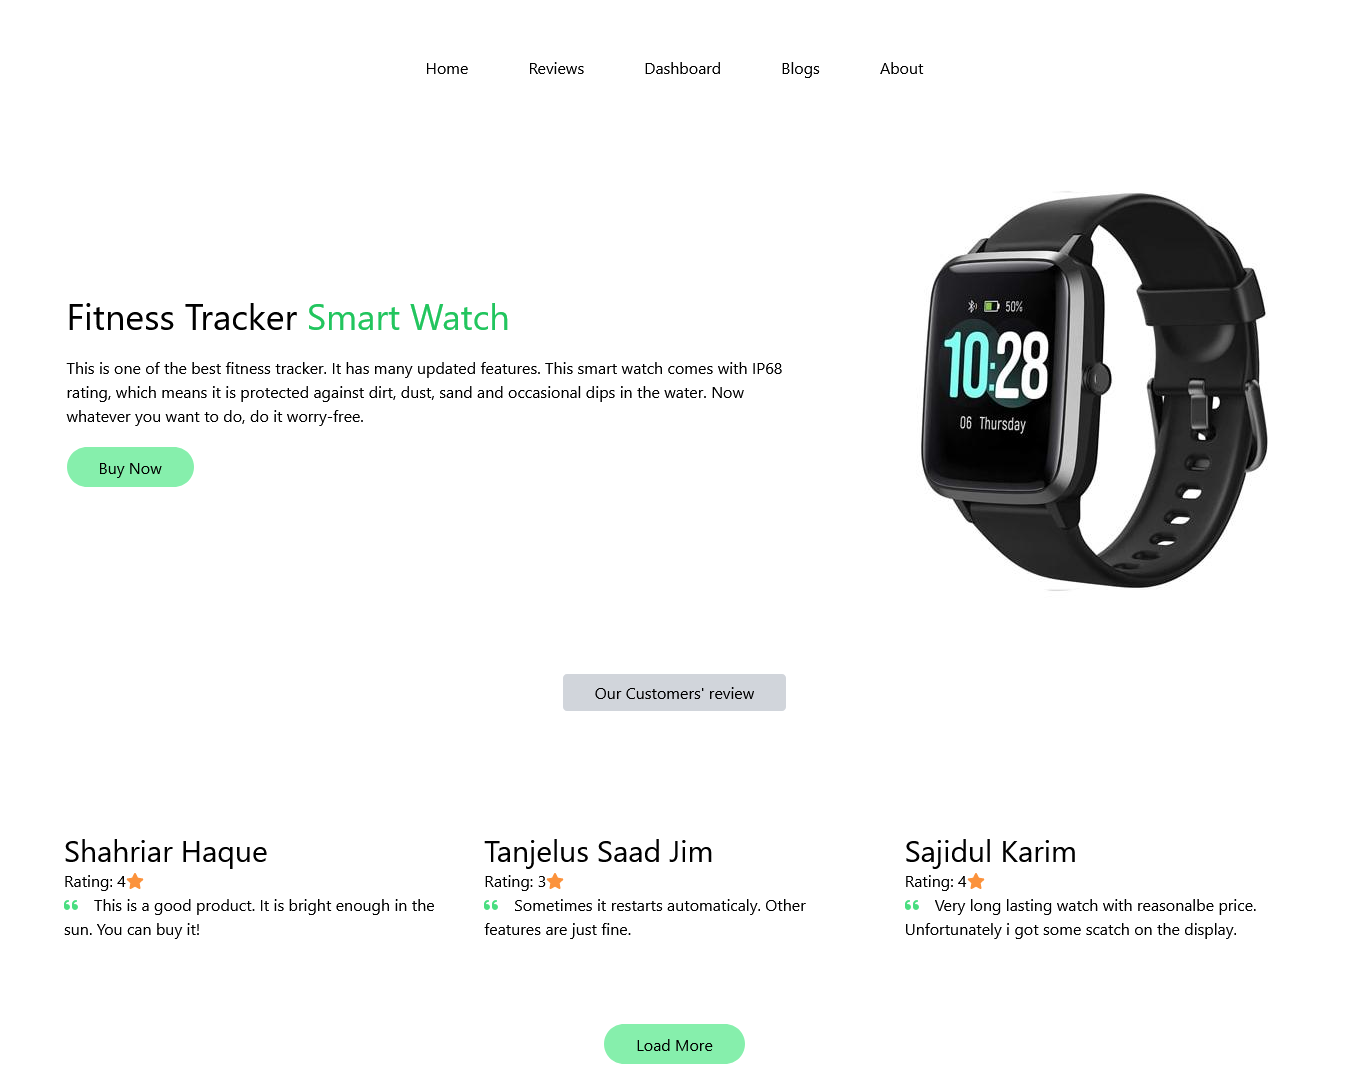 Home Reviews Dashboard Blogs About
Fitness Tracker Smart Watch
This is one of the best fitness tracker. It has many updated features. This smart watch comes with IP68
rating, which means it is protected against dirt, dust, sand and occasional dips in the water. Now
whatever you want to do, do it worry-free.
Buy Now
50%
10:28
06 Thursday
Our Customers' review
Shahriar Haque
Rating: 4
This is a good product. It is bright enough in the
sun. You can buy it!
Tanjelus Saad Jim
Rating: 3
Sometimes it restarts automaticaly. Other
features are just fine.
Sajidul Karim
Rating: 4
Very long lasting watch with reasonalbe price.
Unfortunately i got some scatch on the display.
Load More